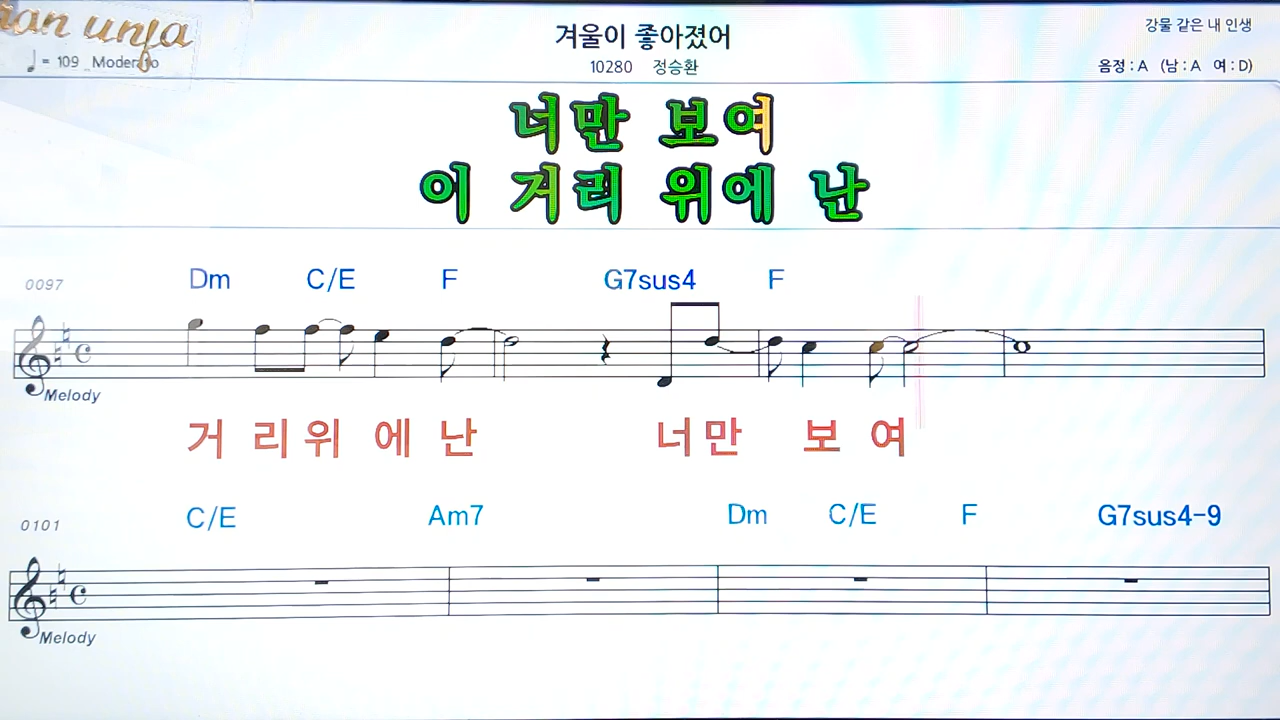 unja
겨울이 좋아졌어
강물 같은 내 인생
♩ = 109 _ Moderato
10280 정승환
음정 : A (남 : A 여 : D)
너만 보여
이 거리 위에 난
0097 Dm C/E F G7sus4 F
Melody
거 리 위 에 난 너 만 보 여
0101 C/E Am7 Dm C/E F G7sus4-9
Melody